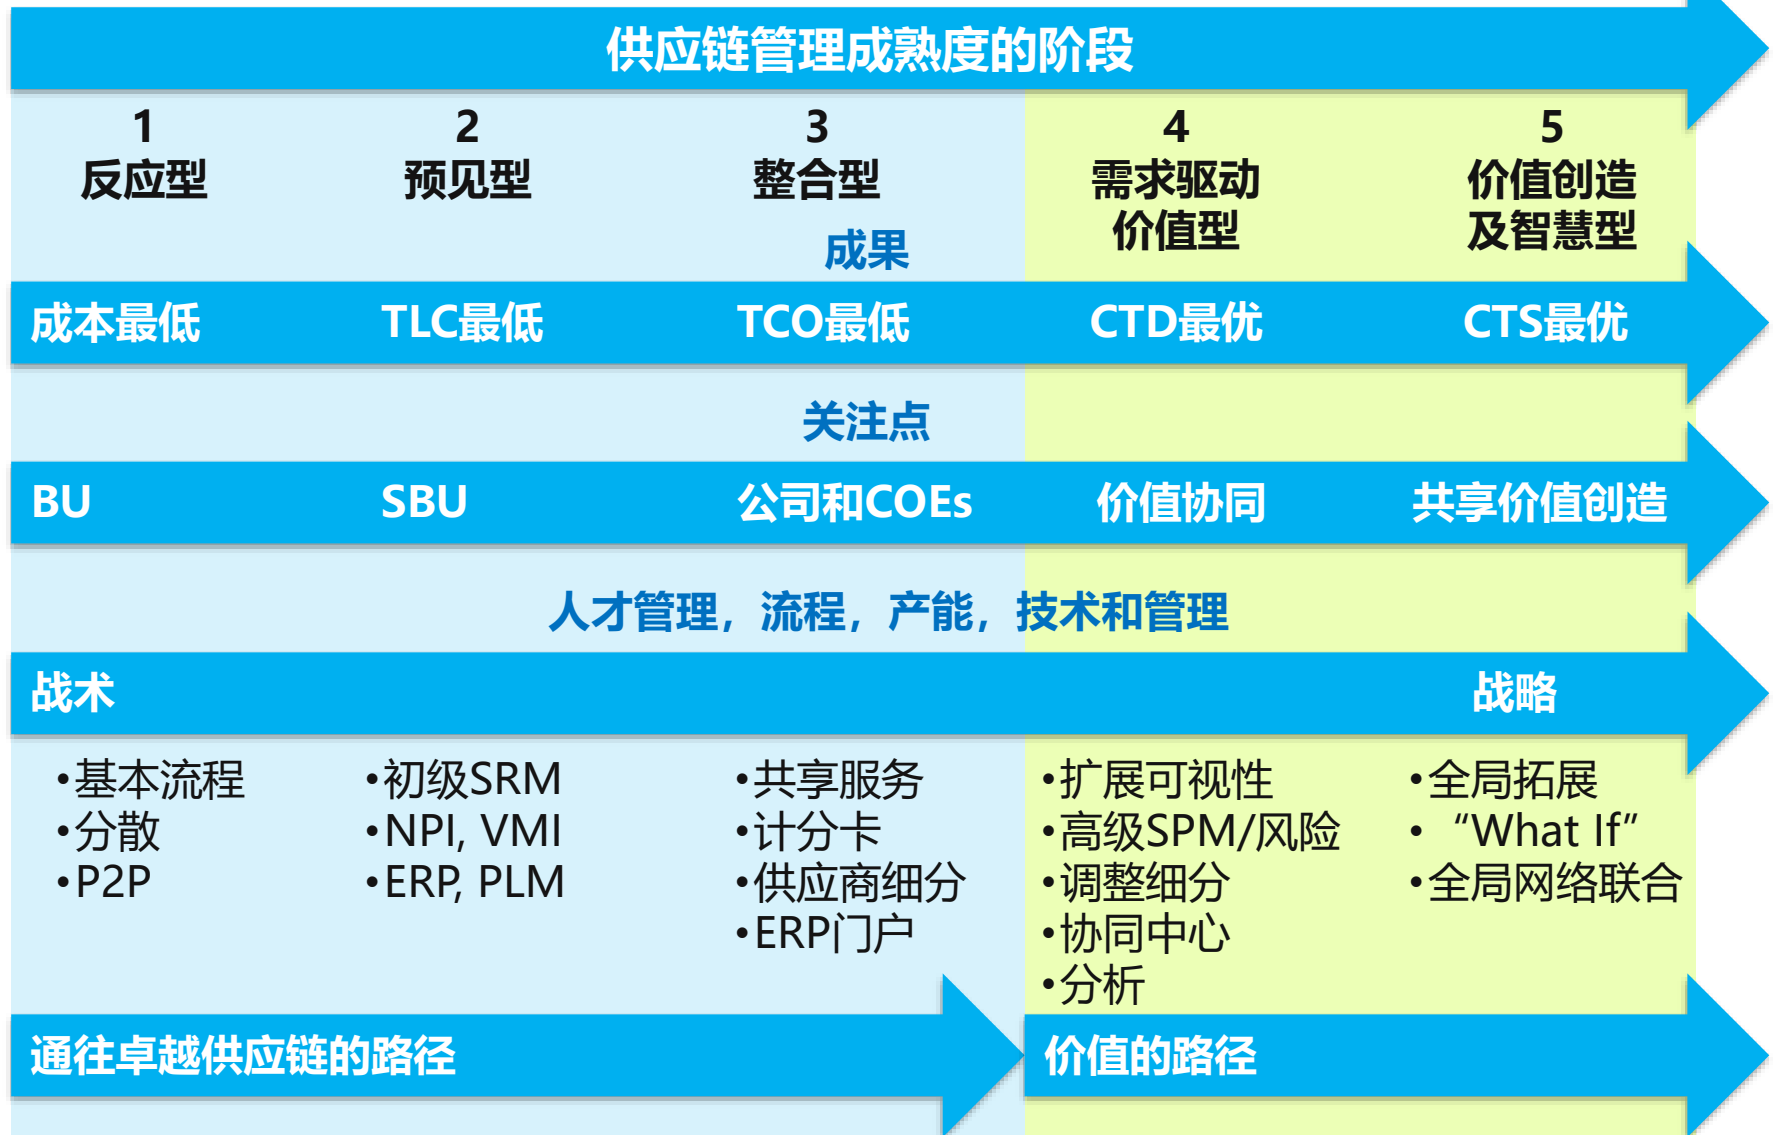 供应链管理成熟度的阶段
1 2 3 4 5
反应型 预见型 整合型 需求驱动 价值创造
价值型 及智慧型
成果
成本最低 TLC最低 TCO最低 CTD最优 CTS最优
关注点
BU SBU 公司和COEs 价值协同 共享价值创造
人才管理，流程，产能，技术和管理
战术 战略
•基本流程
•分散
•P2P
•初级SRM
•NPI, VMI
•ERP, PLM
•共享服务
•计分卡
•供应商细分
•ERP门户
•扩展可视性
•高级SPM/风险
•调整细分
•协同中心
•分析
•全局拓展
•“What If”
•全局网络联合
通往卓越供应链的路径 价值的路径